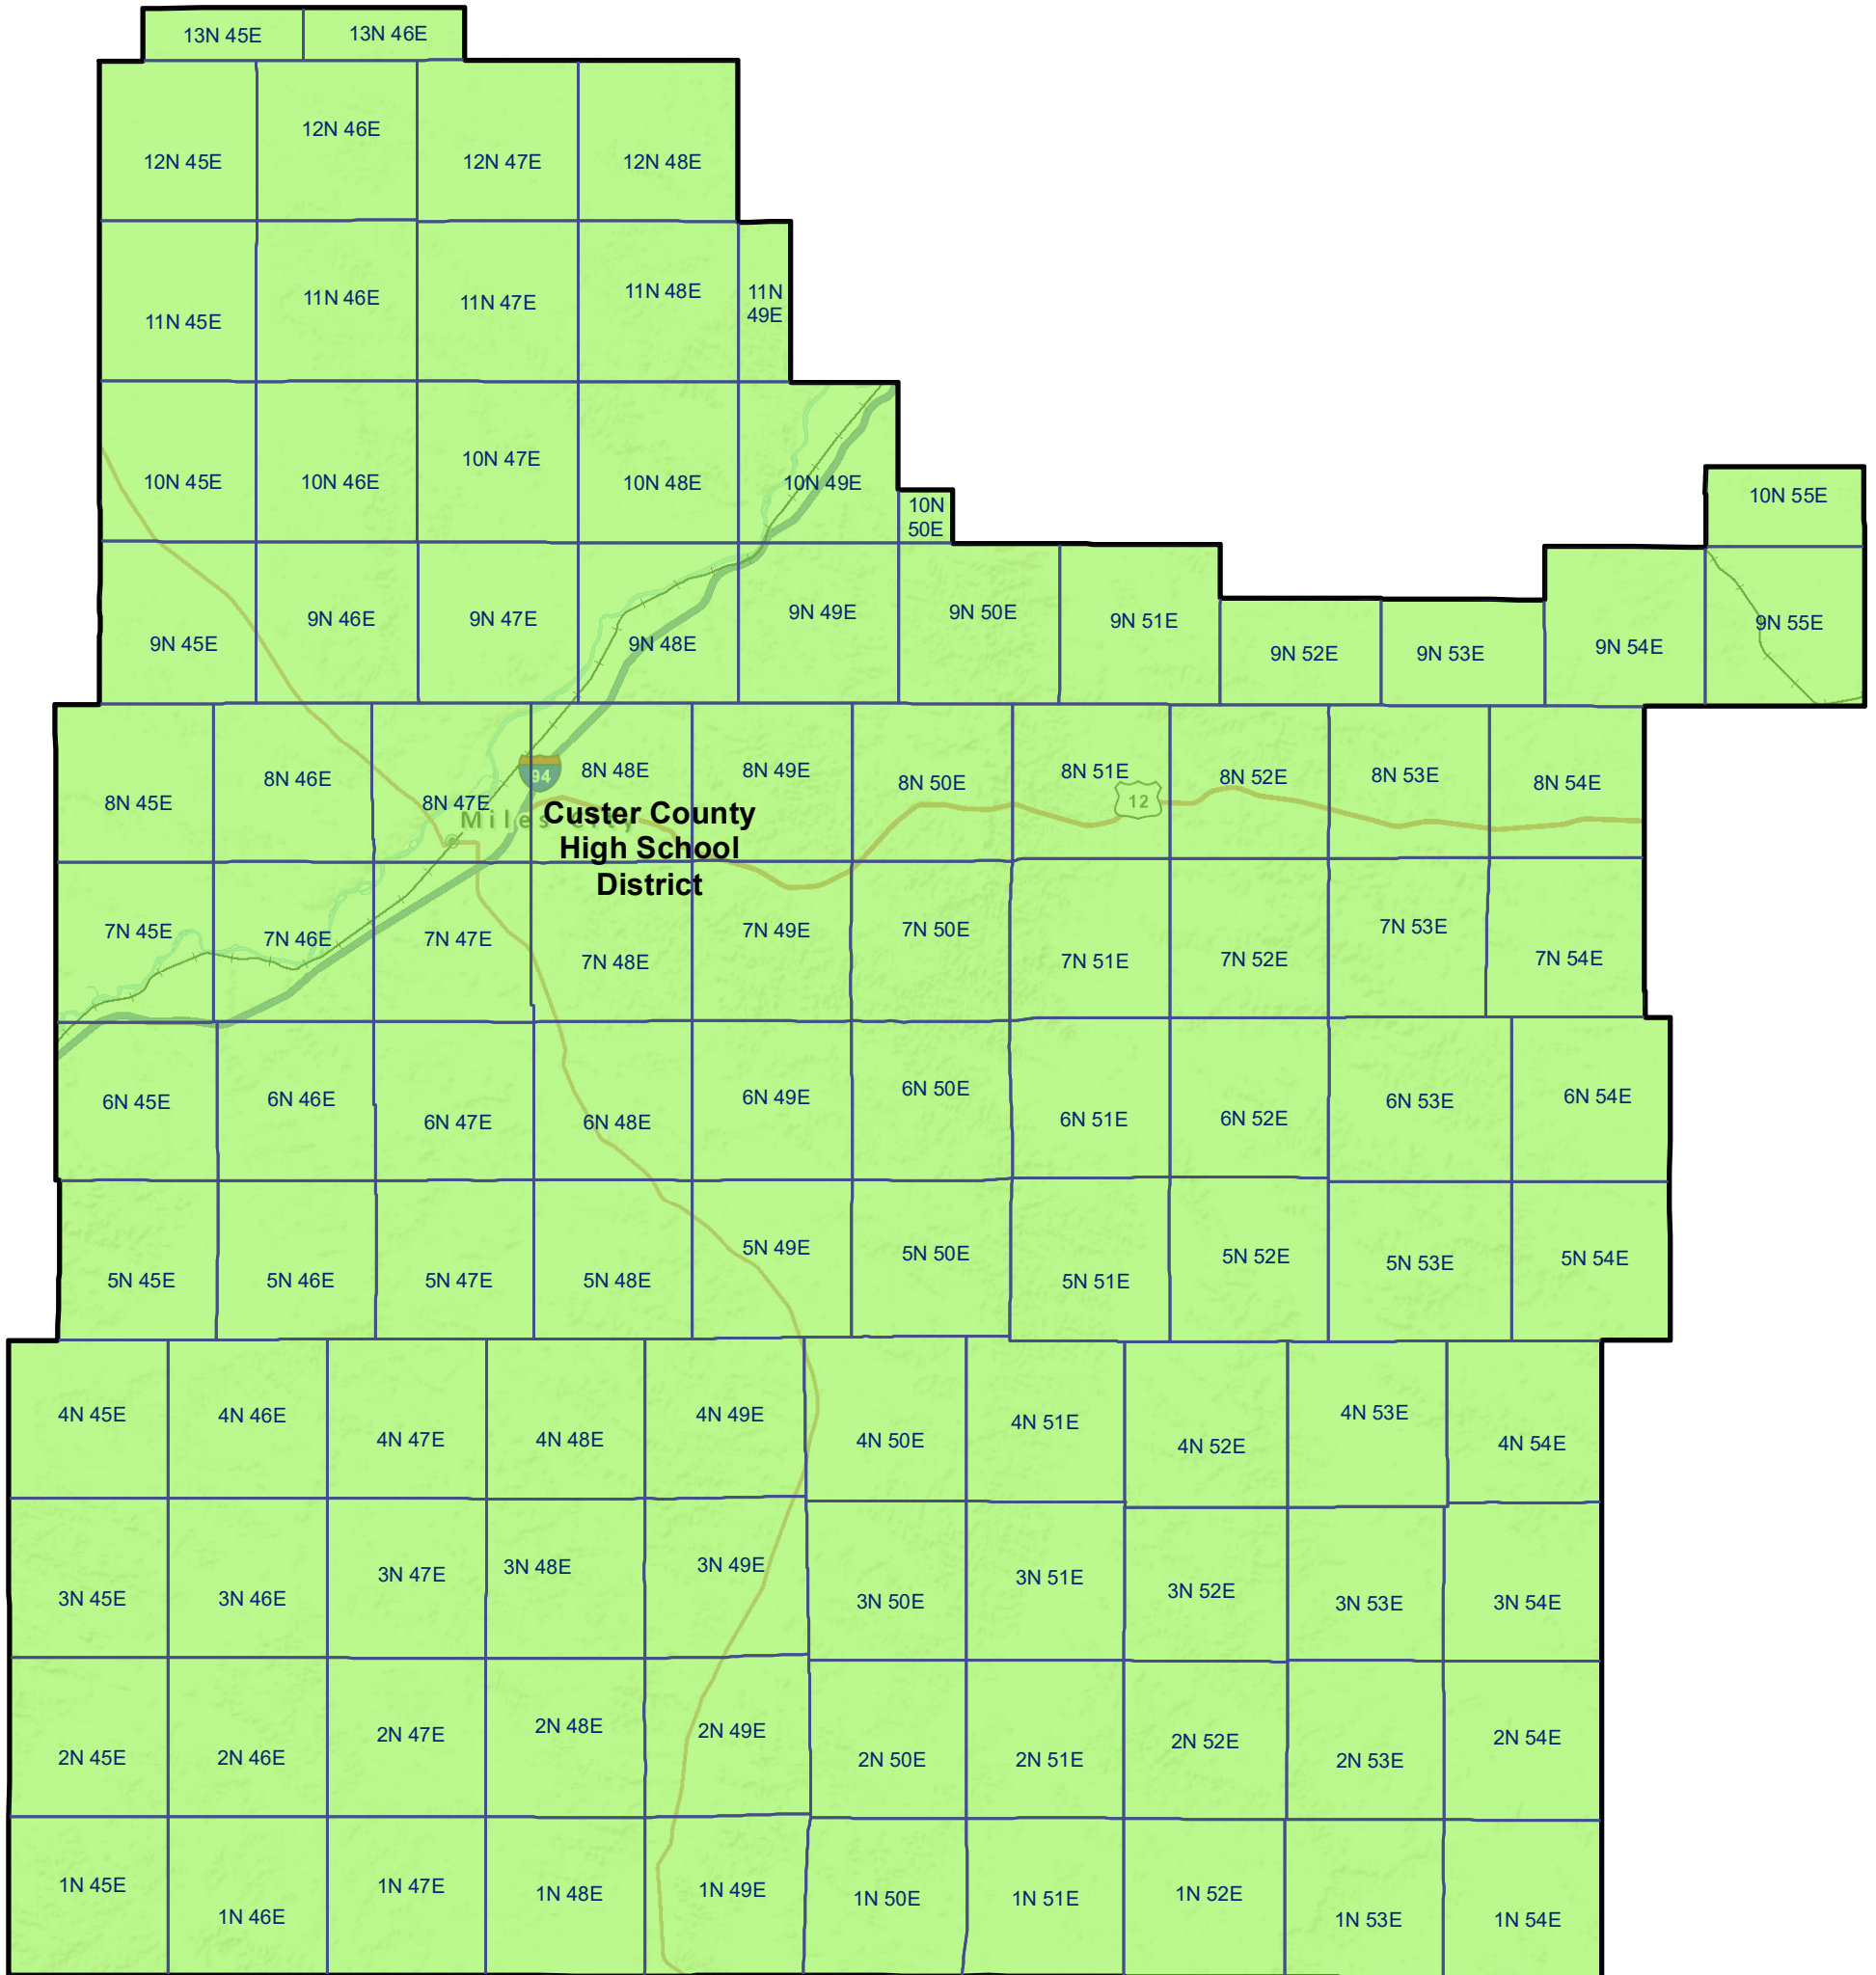 13N 45E
13N 46E
12N 45E
12N 46E
12N 47E
12N 48E
11N 45E
11N 46E
11N 47E
11N 48E
11N
49E
10N 45E
10N 46E
10N 47E
10N 48E
10N 49E
10N
50E
10N 55E
9N 45E
9N 46E
9N 47E
9N 48E
9N 49E
9N 50E
9N 51E
9N 52E
9N 53E
9N 54E
9N 55E
8N 45E
8N 46E
8N 47E
94
8N 48E
8N 49E
8N 50E
8N 51E
12
8N 52E
8N 53E
8N 54E
Miles City
Custer County
High School
District
7N 45E
7N 46E
7N 47E
7N 48E
7N 49E
7N 50E
7N 51E
7N 52E
7N 53E
7N 54E
6N 45E
6N 46E
6N 47E
6N 48E
6N 49E
6N 50E
6N 51E
6N 52E
6N 53E
6N 54E
5N 45E
5N 46E
5N 47E
5N 48E
5N 49E
5N 50E
5N 51E
5N 52E
5N 53E
5N 54E
4N 45E
4N 46E
4N 47E
4N 48E
4N 49E
4N 50E
4N 51E
4N 52E
4N 53E
4N 54E
3N 45E
3N 46E
3N 47E
3N 48E
3N 49E
3N 50E
3N 51E
3N 52E
3N 53E
3N 54E
2N 45E
2N 46E
2N 47E
2N 48E
2N 49E
2N 50E
2N 51E
2N 52E
2N 53E
2N 54E
1N 45E
1N 46E
1N 47E
1N 48E
1N 49E
1N 50E
1N 51E
1N 52E
1N 53E
1N 54E